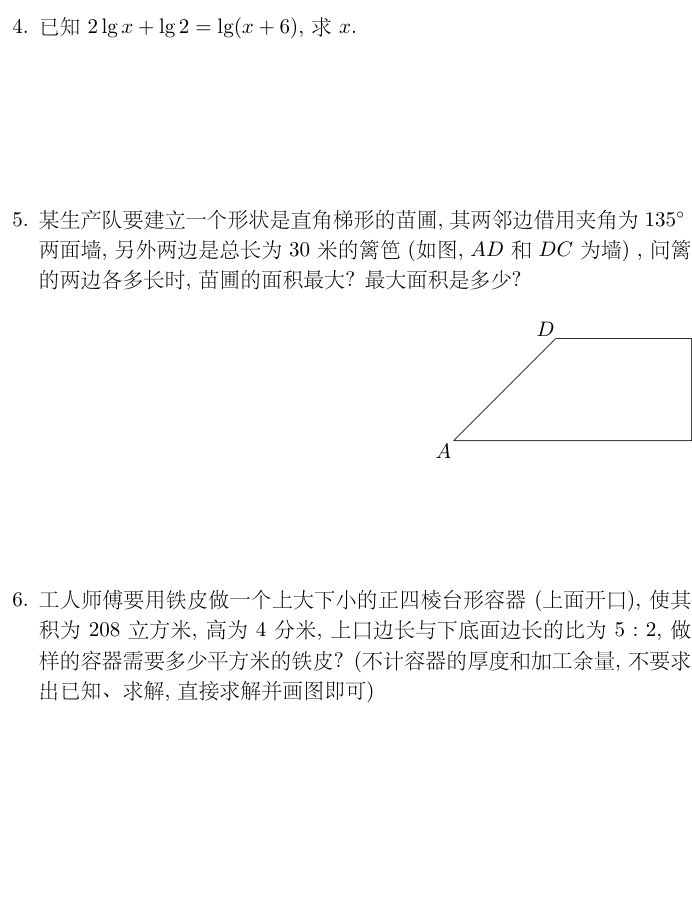 4. 已知 2 lg x + lg 2 = lg(x + 6), 求 x.
5. 某生产队要建立一个形状是直角梯形的苗圃, 其两邻边借用夹角为 135°
两面墙, 另外两边是总长为 30 米的篱笆 (如图, AD 和 DC 为墙) , 问篱
的两边各多长时, 苗圃的面积最大? 最大面积是多少?
D
A
6. 工人师傅要用铁皮做一个上大下小的正四棱台形容器 (上面开口), 使其
积为 208 立方米, 高为 4 分米, 上口边长与下底面边长的比为 5 : 2, 做
样的容器需要多少平方米的铁皮? (不计容器的厚度和加工余量, 不要求
出已知、求解, 直接求解并画图即可)